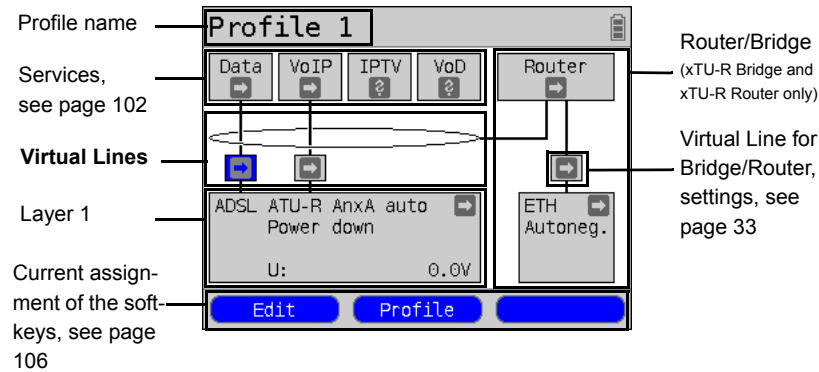 Profile name
Profile 1
Services,
see page 102
Data VoIP IPTV VoD
Router
Router/Bridge
(xTU-R Bridge and
xTU-R Router only)
Virtual Lines
Virtual Line for
Bridge/Router,
settings, see
page 33
Layer 1
ADSL ATU-R AnxA auto
Power down
U: 0.0V
ETH
Autoneg.
Current assign-
ment of the soft-
keys, see page
106
Edit Profile